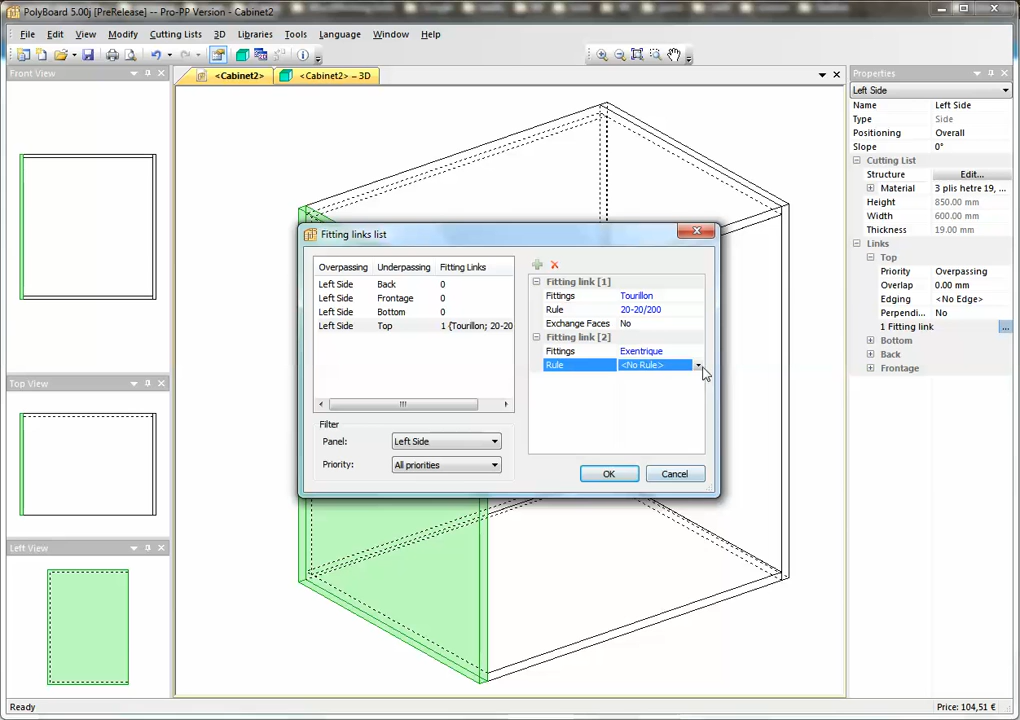 PolyBoard 5.00j [PreRelease] -- Pro-PP Version - Cabinet2
File Edit View Modify Cutting Lists 3D Libraries Tools Language Window Help
Front View
<Cabinet2>
<Cabinet2> – 3D
Properties
Left Side
Name Left Side
Type Side
Positioning Overall
Slope 0°
Cutting List
Structure Edit...
Material 3 plis hetre 19, ...
Height 850.00 mm
Width 600.00 mm
Thickness 19.00 mm
Links
Top
Priority Overpassing
Overlap 0.00 mm
Edging <No Edge>
Perpendi... No
1 Fitting link ...
Bottom
Back
Frontage
Fitting links list
Overpassing Underpassing Fitting Links
Left Side Back 0
Left Side Frontage 0
Left Side Bottom 0
Left Side Top 1 {Tourillon; 20-20
Filter
Panel: Left Side
Priority: All priorities
Fitting link [1]
Fittings Tourillon
Rule 20-20/200
Exchange Faces No
Fitting link [2]
Fittings Exentrique
Rule <No Rule>
OK Cancel
Top View
Left View
Ready
Price: 104,51 €